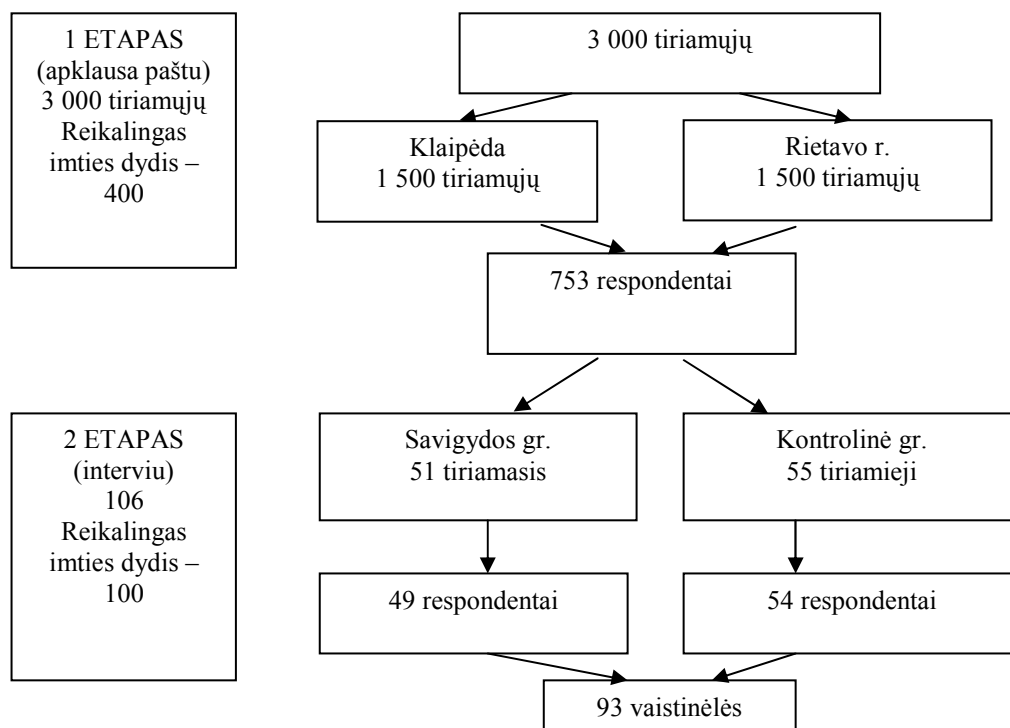 1 ETAPAS
(apklausa paštu)
3 000 tiriamųjų
Reikalingas
imties dydis –
400
3 000 tiriamųjų
Klaipėda
1 500 tiriamųjų
Rietavo r.
1 500 tiriamųjų
753 respondentai
2 ETAPAS
(interviu)
106
Reikalingas
imties dydis –
100
Savigydos gr.
51 tiriamasis
Kontrolinė gr.
55 tiriamieji
49 respondentai
54 respondentai
93 vaistinėlės